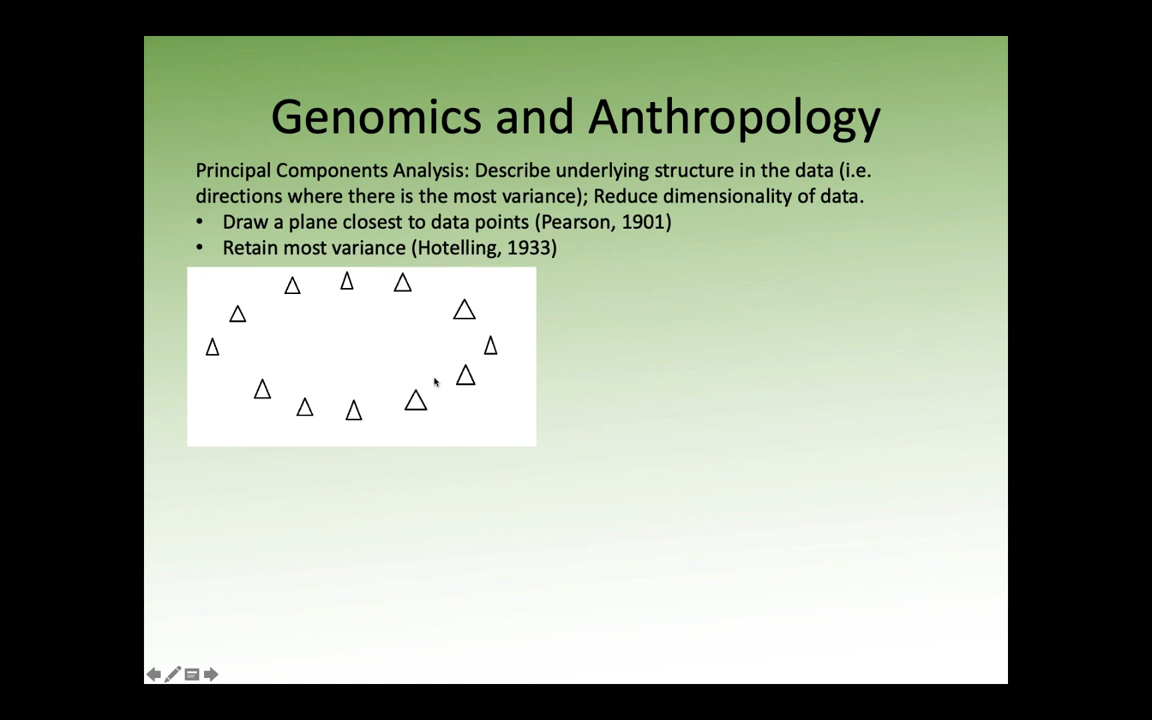 Genomics and Anthropology
Principal Components Analysis: Describe underlying structure in the data (i.e.
directions where there is the most variance); Reduce dimensionality of data.
• Draw a plane closest to data points (Pearson, 1901)
• Retain most variance (Hotelling, 1933)